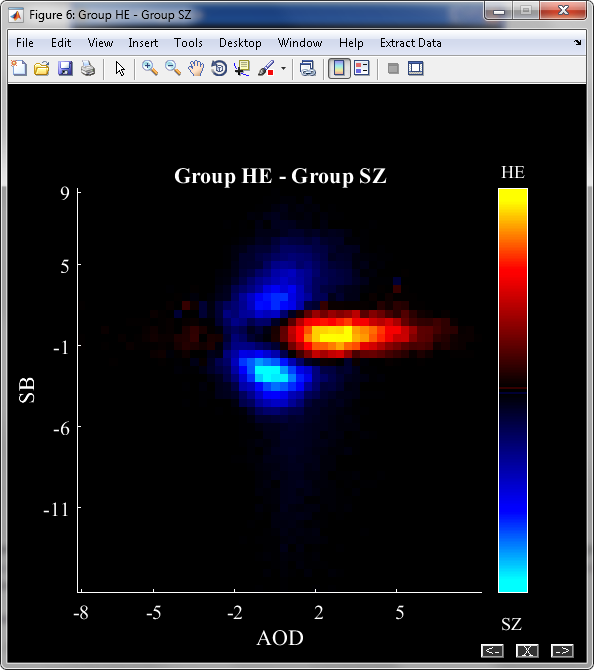 Figure 6: Group HE - Group SZ
File Edit View Insert Tools Desktop Window Help Extract Data
Group HE - Group SZ
HE
9
5
-1
-6
-11
SB
-8 -5 -2 2 5
AOD
SZ
<- X ->